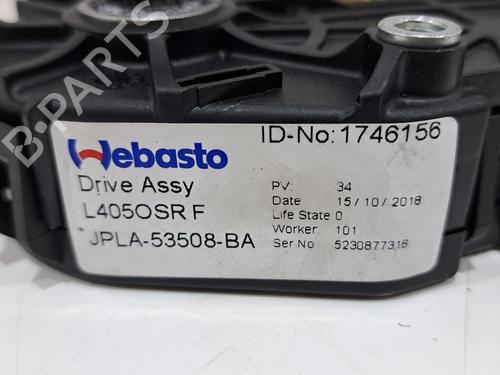 B-PARTS
Webasto
ID-No:1746156
Drive Assy
L405OSR F
JPLA-53508-BA
PV: 34
Date 15/10/2018
Life State: 0
Worker: 101
Ser No 5230877316